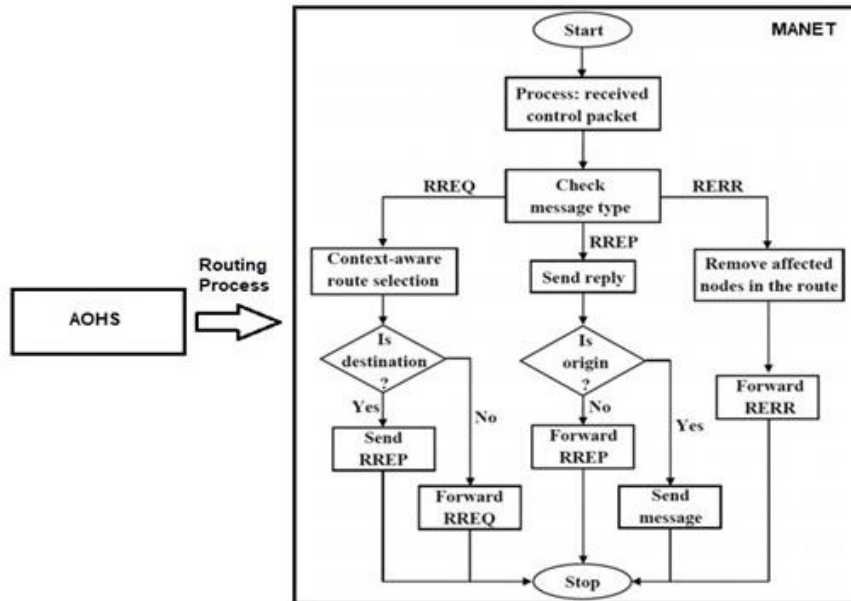 Start
MANET
Process: received
control packet
RREQ
Check
message type
RERR
RREP
Context-aware
route selection
Send reply
Remove affected
nodes in the route
Routing
Process
AOHS
Is
destination
?
Is
origin
?
Forward
RERR
Yes
No
No
Yes
Send
RREP
Forward
RREP
Forward
RREQ
Send
message
Stop